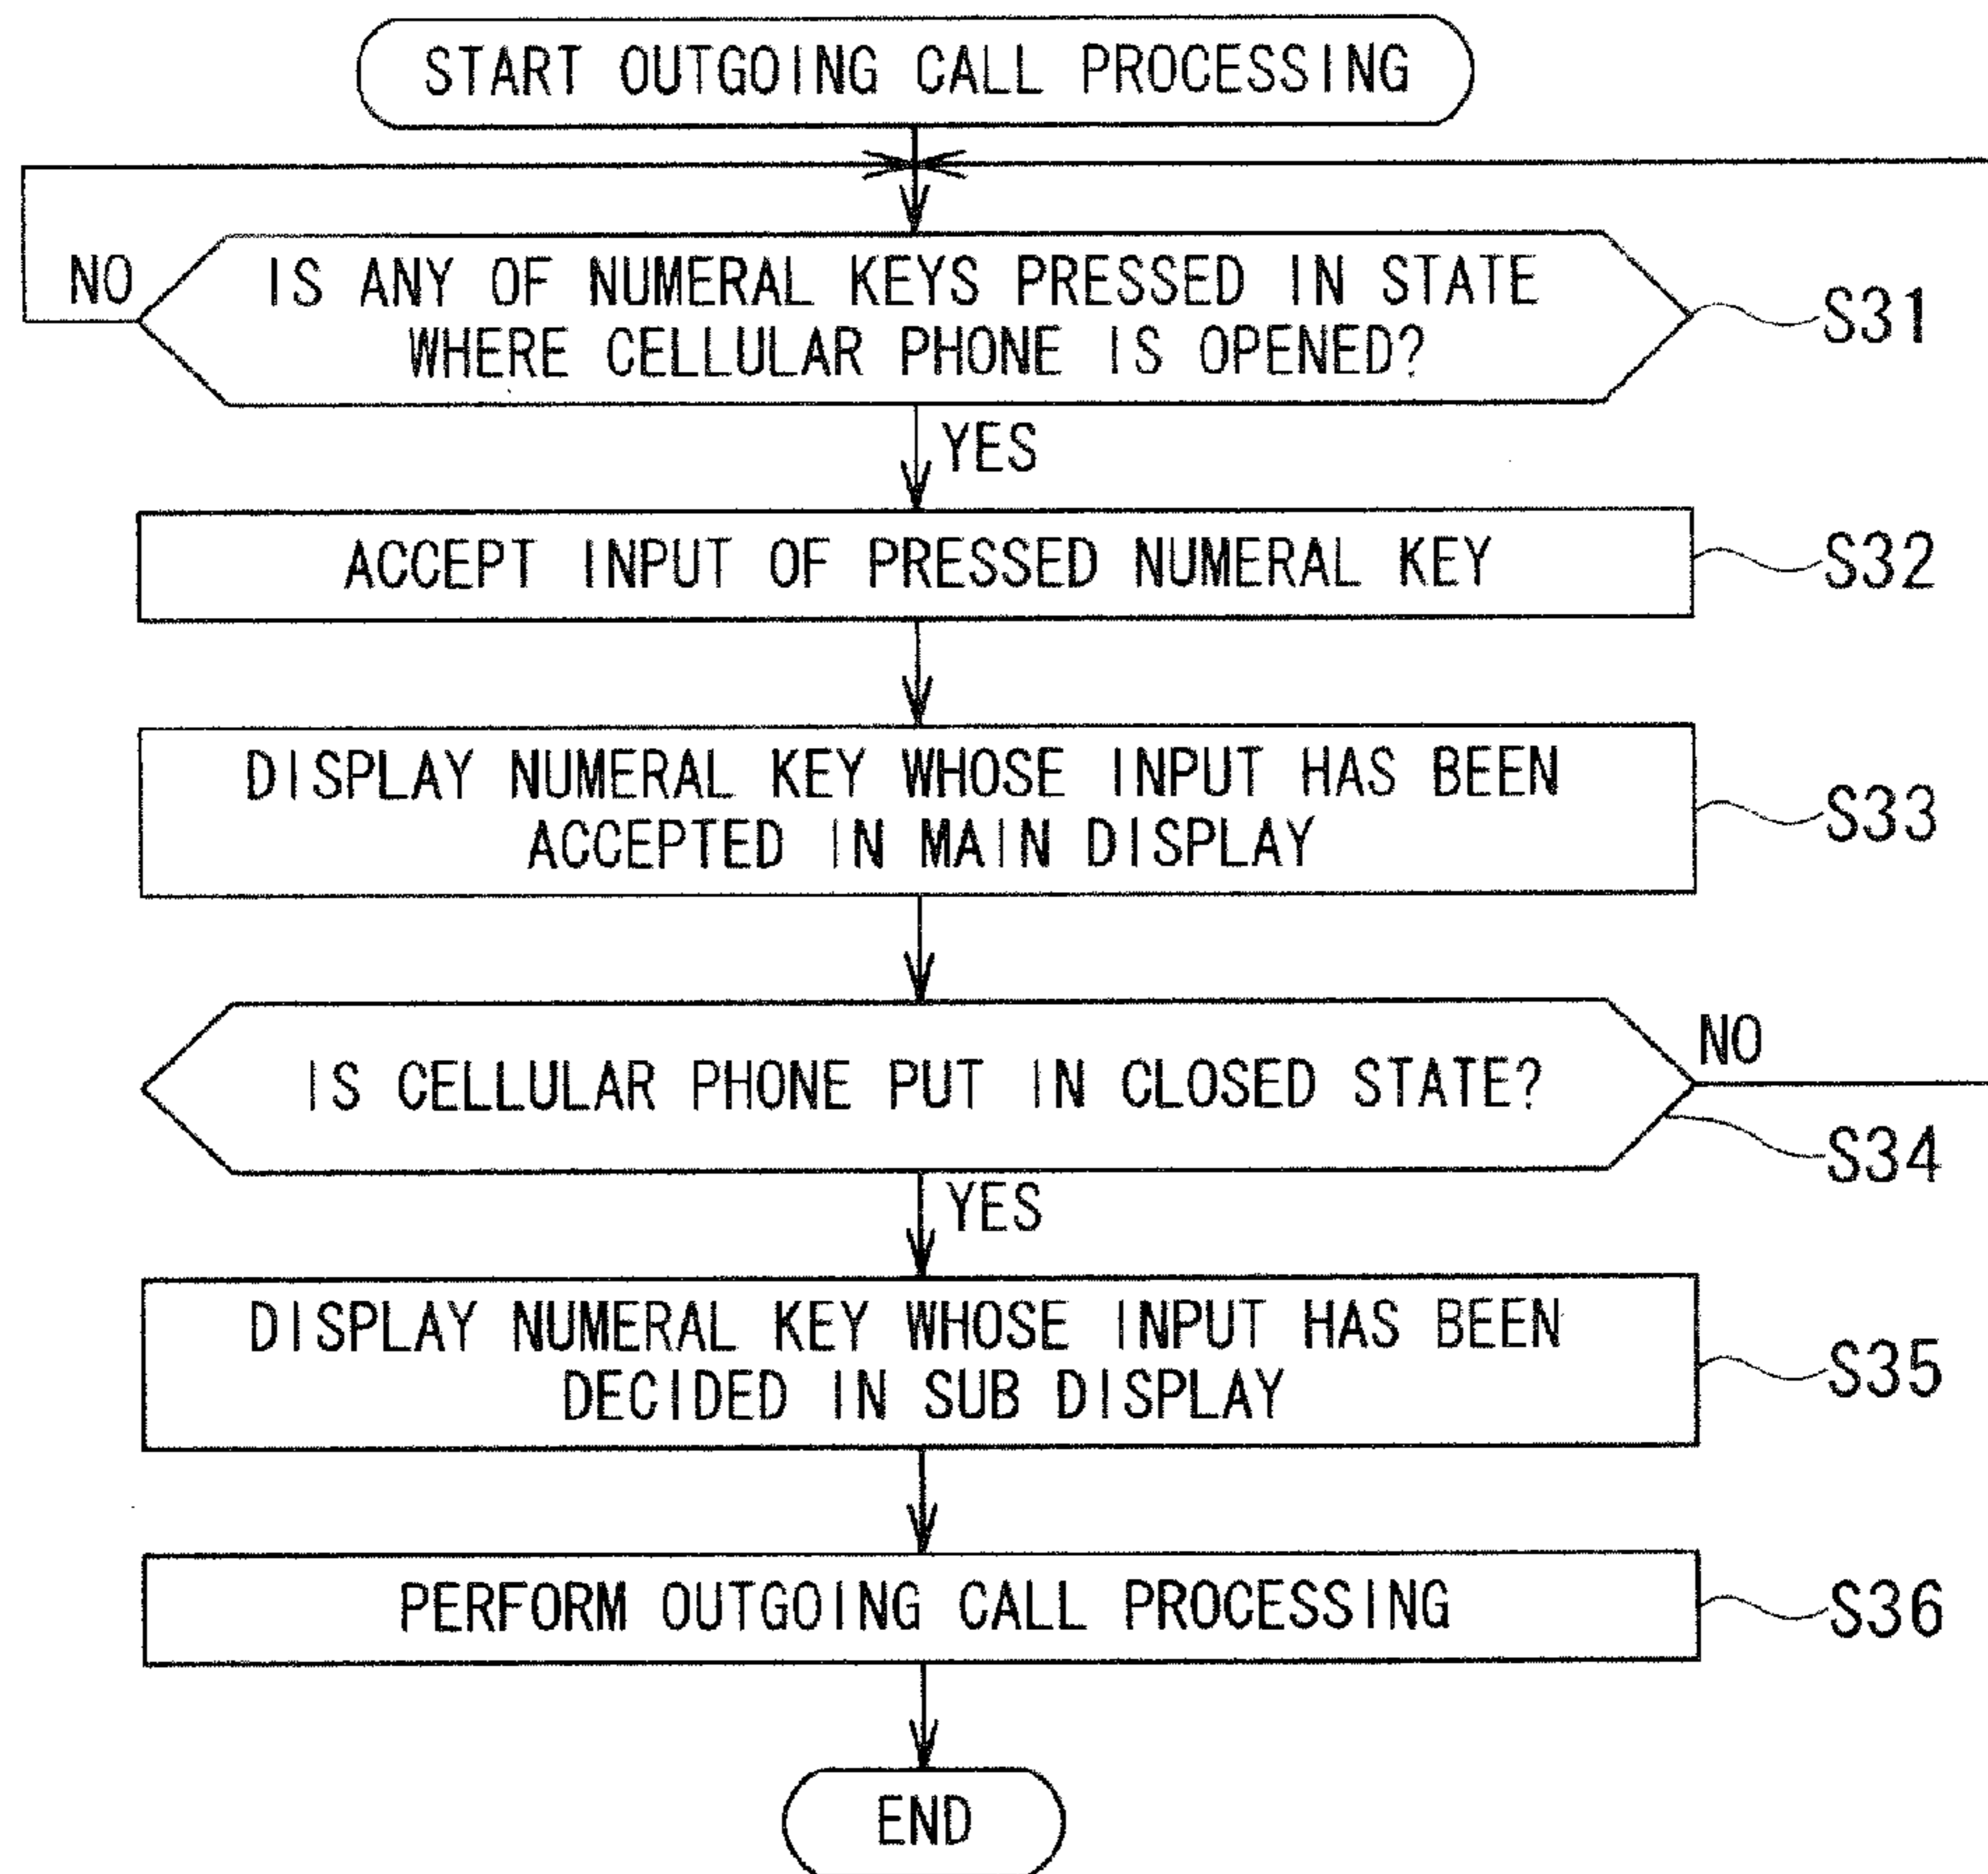 START OUTGOING CALL PROCESSING
NO
IS ANY OF NUMERAL KEYS PRESSED IN STATE
WHERE CELLULAR PHONE IS OPENED?
S31
YES
ACCEPT INPUT OF PRESSED NUMERAL KEY
S32
DISPLAY NUMERAL KEY WHOSE INPUT HAS BEEN
ACCEPTED IN MAIN DISPLAY
S33
IS CELLULAR PHONE PUT IN CLOSED STATE?
NO
S34
YES
DISPLAY NUMERAL KEY WHOSE INPUT HAS BEEN
DECIDED IN SUB DISPLAY
S35
PERFORM OUTGOING CALL PROCESSING
S36
END